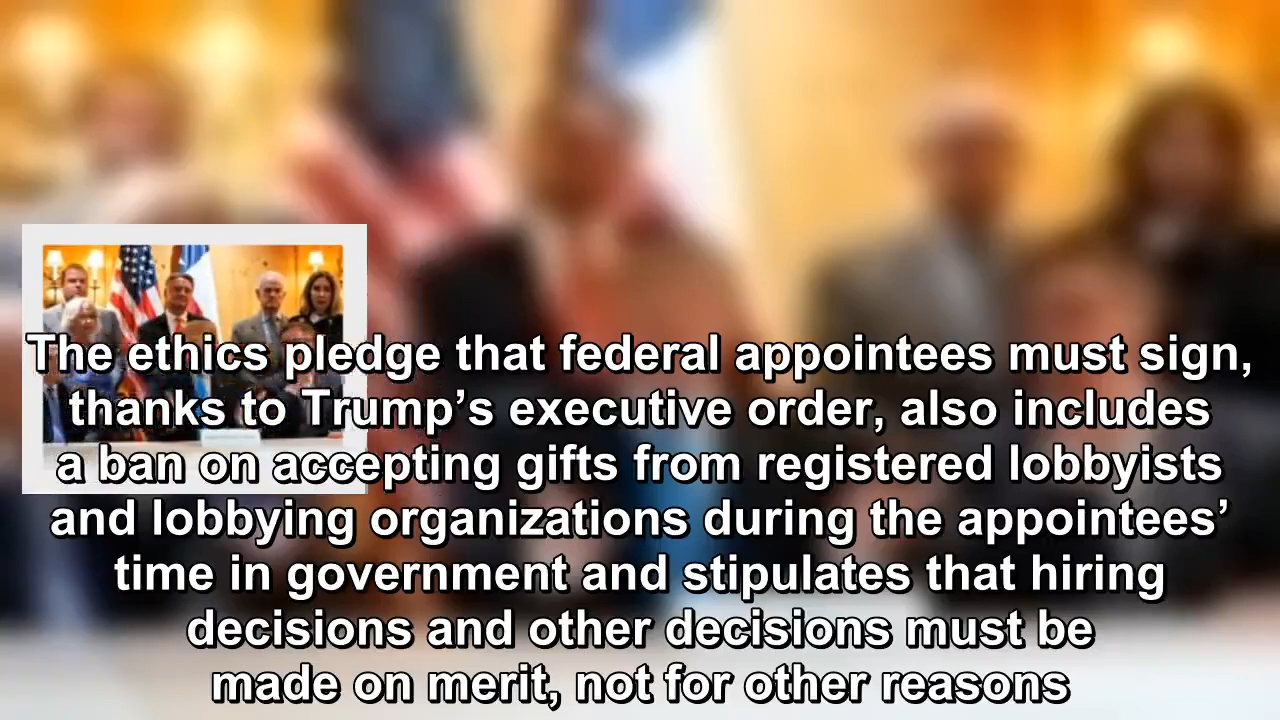 The ethics pledge that federal appointees must sign,
thanks to Trump’s executive order, also includes
a ban on accepting gifts from registered lobbyists
and lobbying organizations during the appointees’
time in government and stipulates that hiring
decisions and other decisions must be
made on merit, not for other reasons